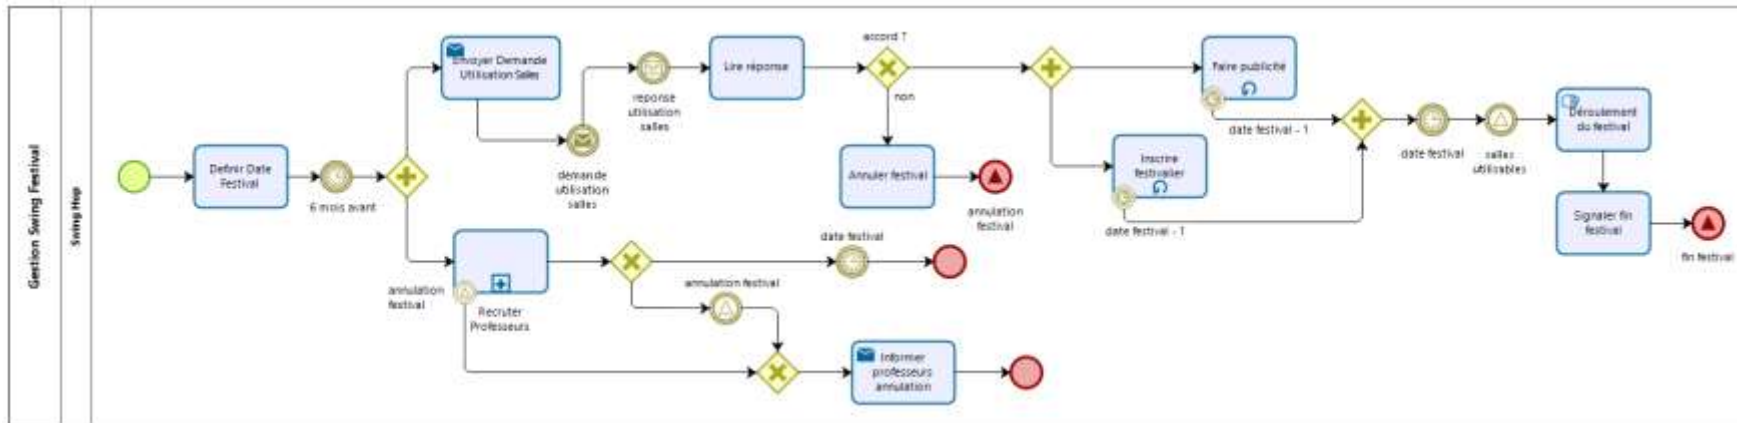 Gestion Swing Festival
Swing Hop
Definir Date
Festival
6 mois avant
Envoyer Demande
Utilisation Salles
demande
utilisation
salles
reponse
utilisation
salles
Lire réponse
accord ?
non
Annuler festival
annulation
festival
Faire publicité
date festival - 1
Inscrire
festivalier
date festival - 1
date festival
salles
utilisables
Déroulement
du festival
Signaler fin
festival
fin festival
annulation
festival
Recruter
Professeurs
date festival
annulation festival
Informer
professeurs
annulation